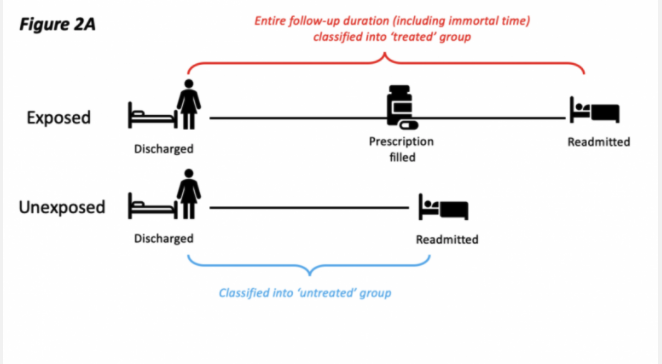 Figure 2A
Entire follow-up duration (including immortal time)
classified into ‘treated’ group
Exposed
Discharged
Prescription
filled
Readmitted
Unexposed
Discharged
Readmitted
Classified into ‘untreated’ group